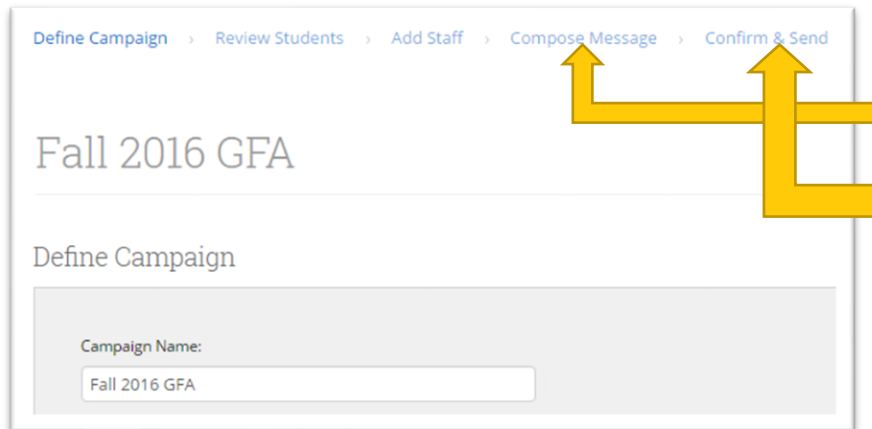 Define Campaign › Review Students › Add Staff › Compose Message › Confirm & Send
Fall 2016 GFA
Define Campaign
Campaign Name:
Fall 2016 GFA